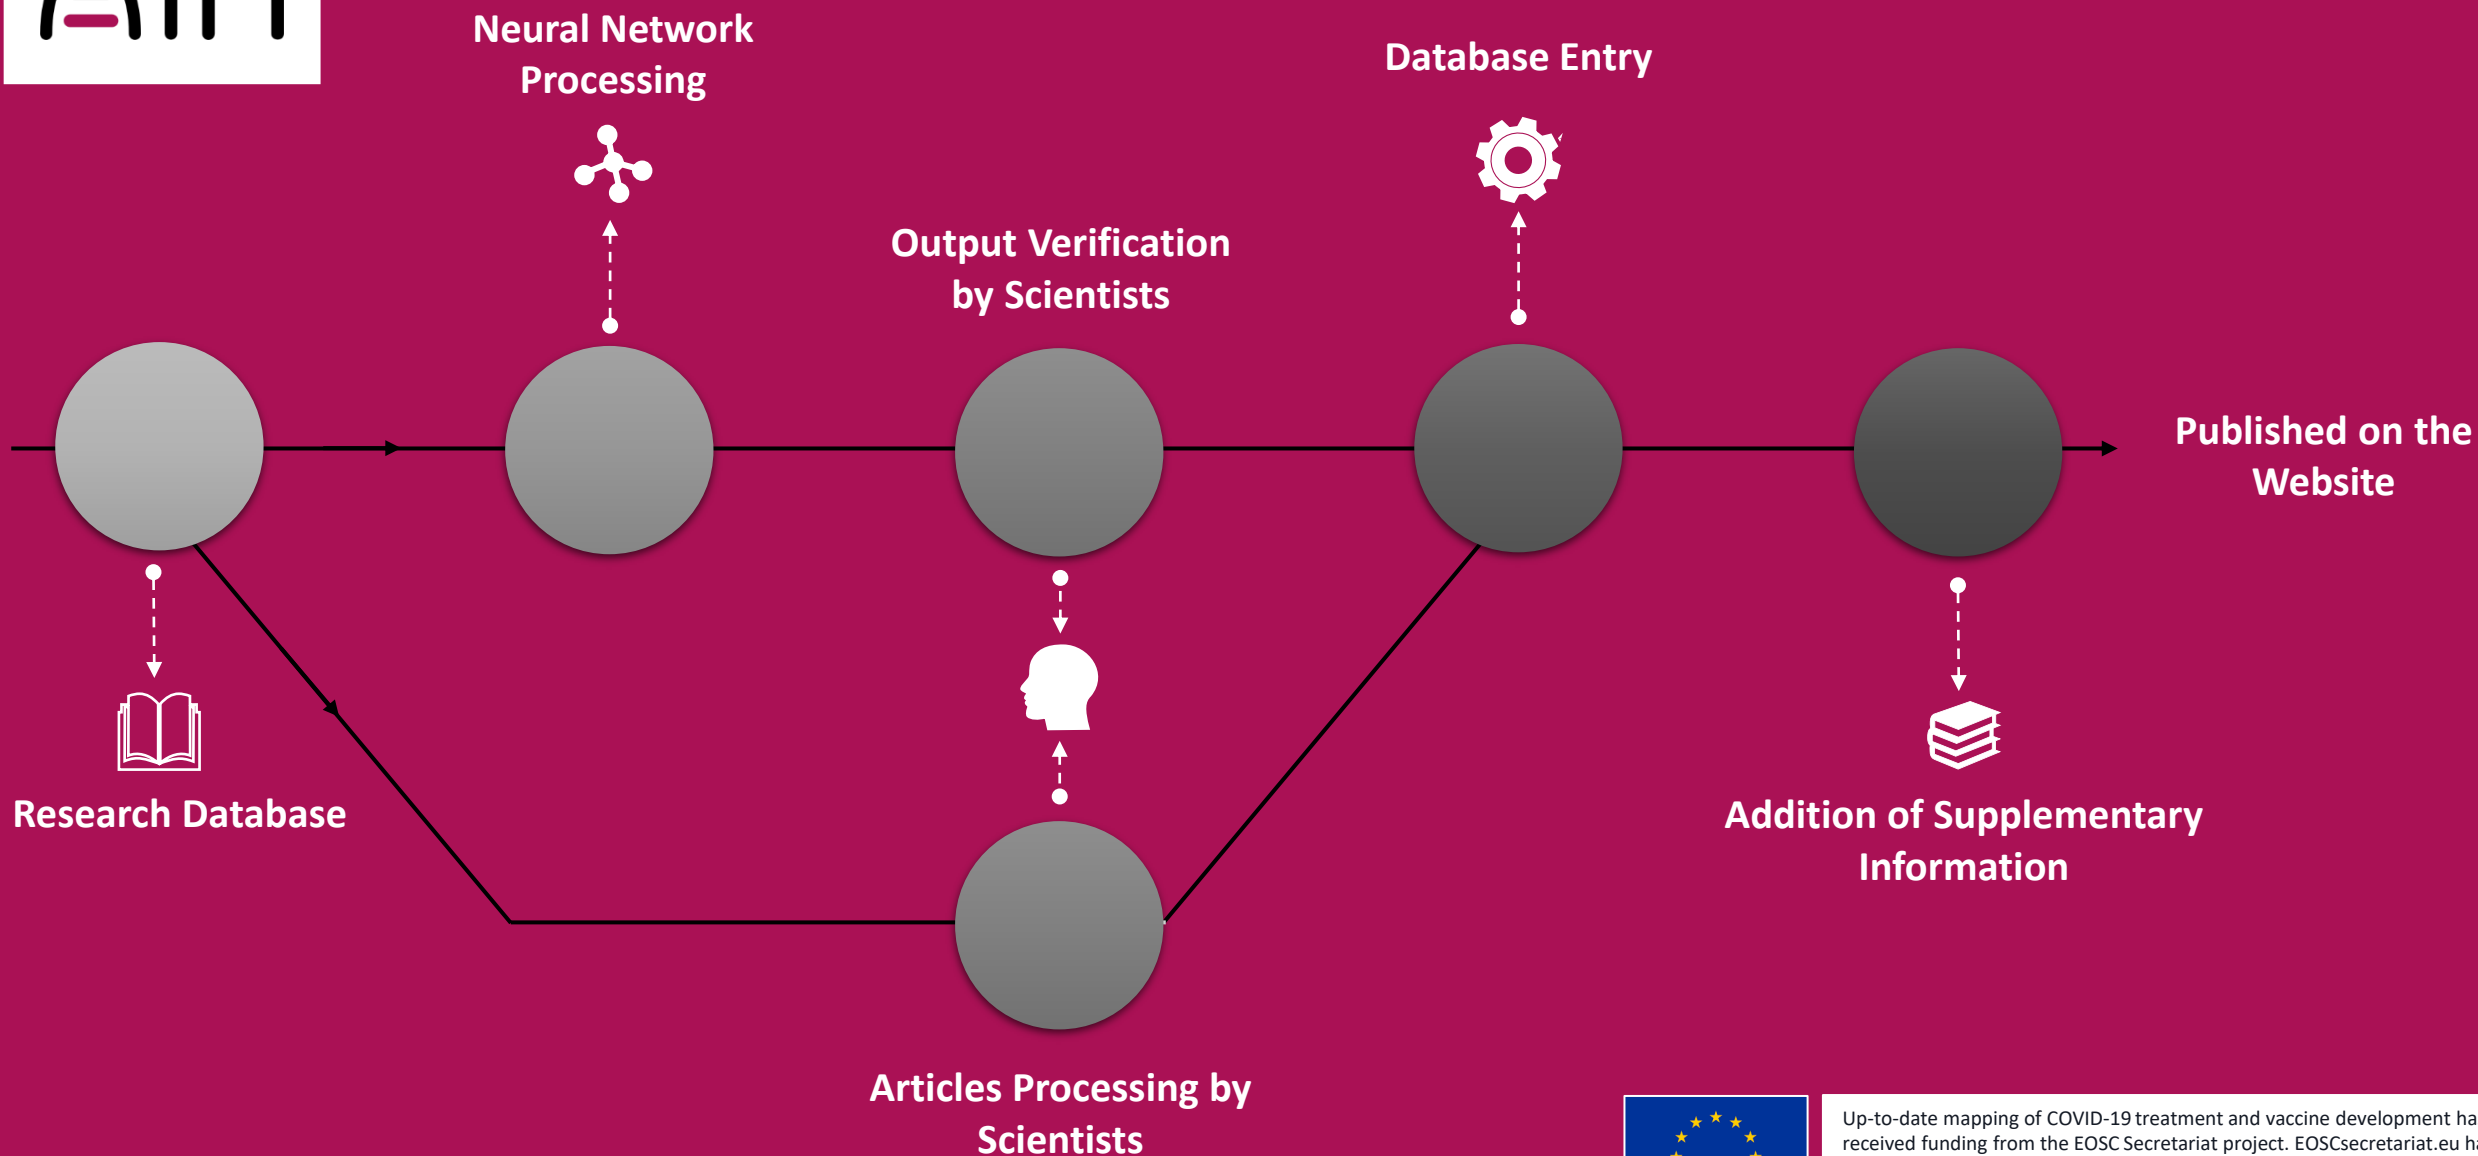 Neural Network
Processing
Database Entry
Output Verification
by Scientists
Published on the
Website
Research Database
Addition of Supplementary
Information
Articles Processing by
Scientists
Up-to-date mapping of COVID-19 treatment and vaccine development
received funding from the EOSC Secretariat project. EOSCsecretariat.eu